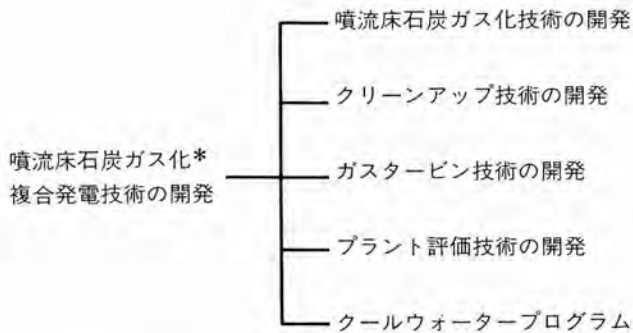 噴流床石炭ガス化技術の開発
クリーンアップ技術の開発
噴流床石炭ガス化*
複合発電技術の開発
ガスタービン技術の開発
プラント評価技術の開発
クールウォータープログラム